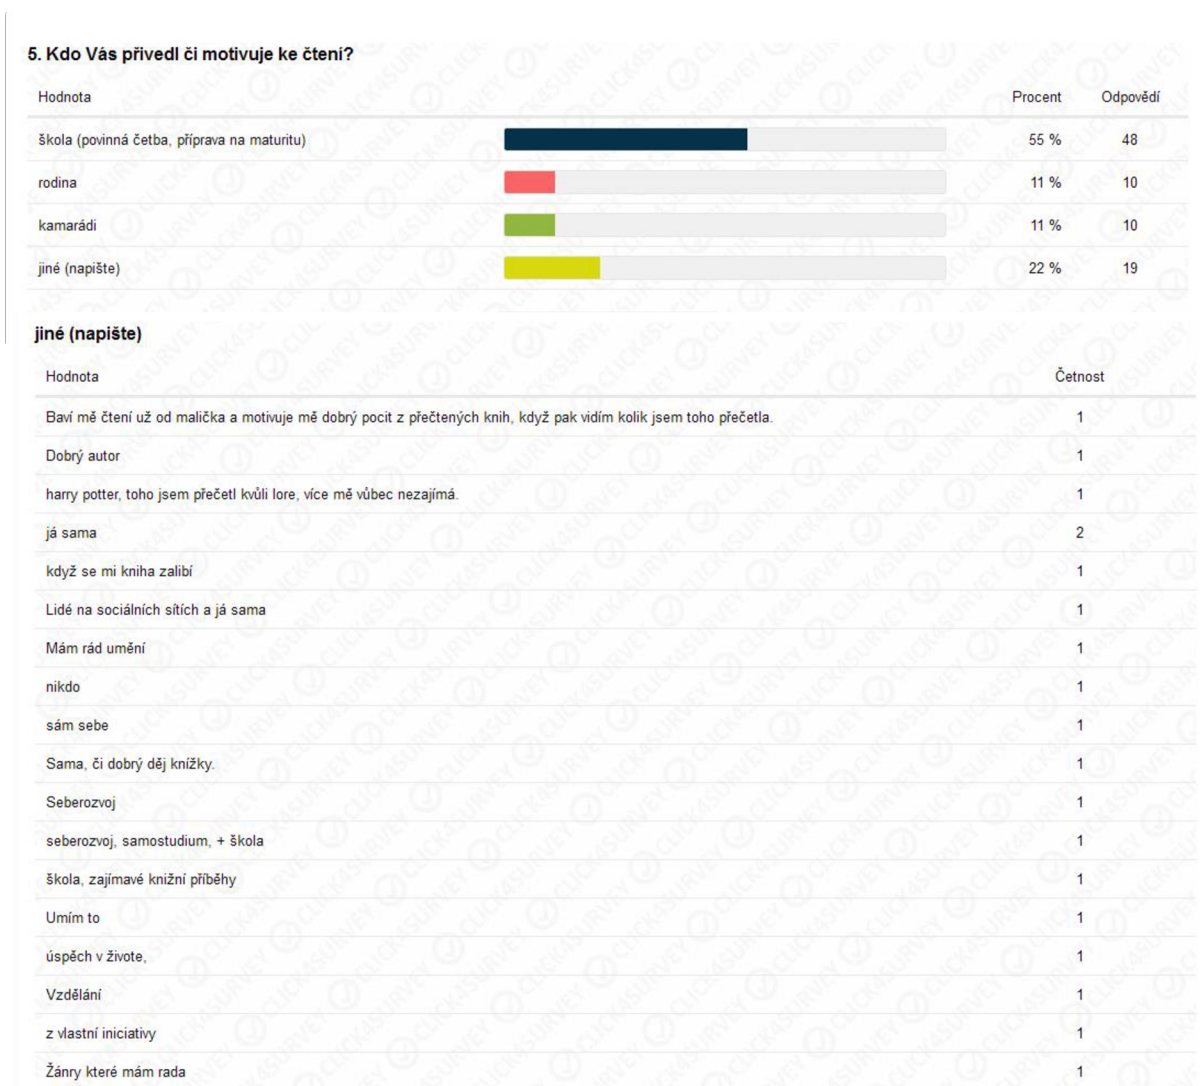 5. Kdo Vás přivedl či motivuje ke čtení?
Hodnota Procent Odpovědí
škola (povinná četba, příprava na maturitu) 55 % 48
rodina 11 % 10
kamarádi 11 % 10
jiné (napište) 22 % 19
jiné (napište)
Hodnota Četnost
Baví mě čtení už od malička a motivuje mě dobrý pocit z přečtených knih, když pak vidím kolik jsem toho přečetla. 1
Dobrý autor 1
harry potter, toho jsem přečetl kvůli lore, více mě vůbec nezajímá. 1
já sama 2
když se mi kniha zalibí 1
Lidé na sociálních sítích a já sama 1
Mám rád umění 1
nikdo 1
sám sebe 1
Sama, či dobrý děj knížky. 1
Seberozvoj 1
seberozvoj, samostudium, + škola 1
škola, zajímavé knižní příběhy 1
Umím to 1
úspěch v živote, 1
Vzdělání 1
z vlastní iniciativy 1
Žánry které mám rada 1